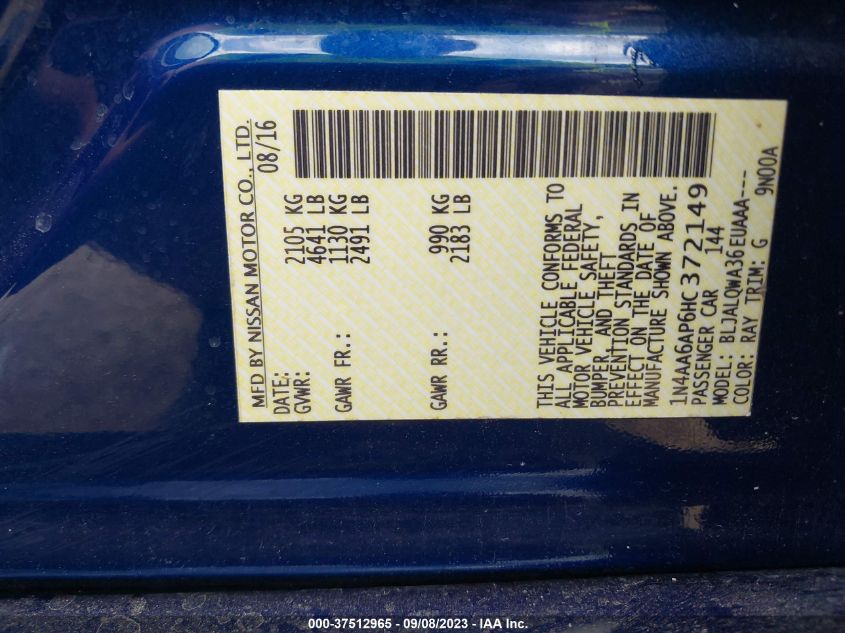 MFD BY NISSAN MOTOR CO., LTD.
DATE: 08/16
GVWR: 2105 KG
4641 LB
GAWR FR.: 1130 KG
2491 LB
GAWR RR.: 990 KG
2183 LB
THIS VEHICLE CONFORMS TO
ALL APPLICABLE FEDERAL
MOTOR VEHICLE SAFETY,
BUMPER, AND THEFT
PREVENTION STANDARDS IN
EFFECT ON THE DATE OF
MANUFACTURE SHOWN ABOVE.
1N4AA6AP6HC372149
PASSENGER CAR 144
MODEL: BLJALQWA36EUAAA---
COLOR: RAY TRIM: G 9N00A
000-37512965 - 09/08/2023 - IAA Inc.